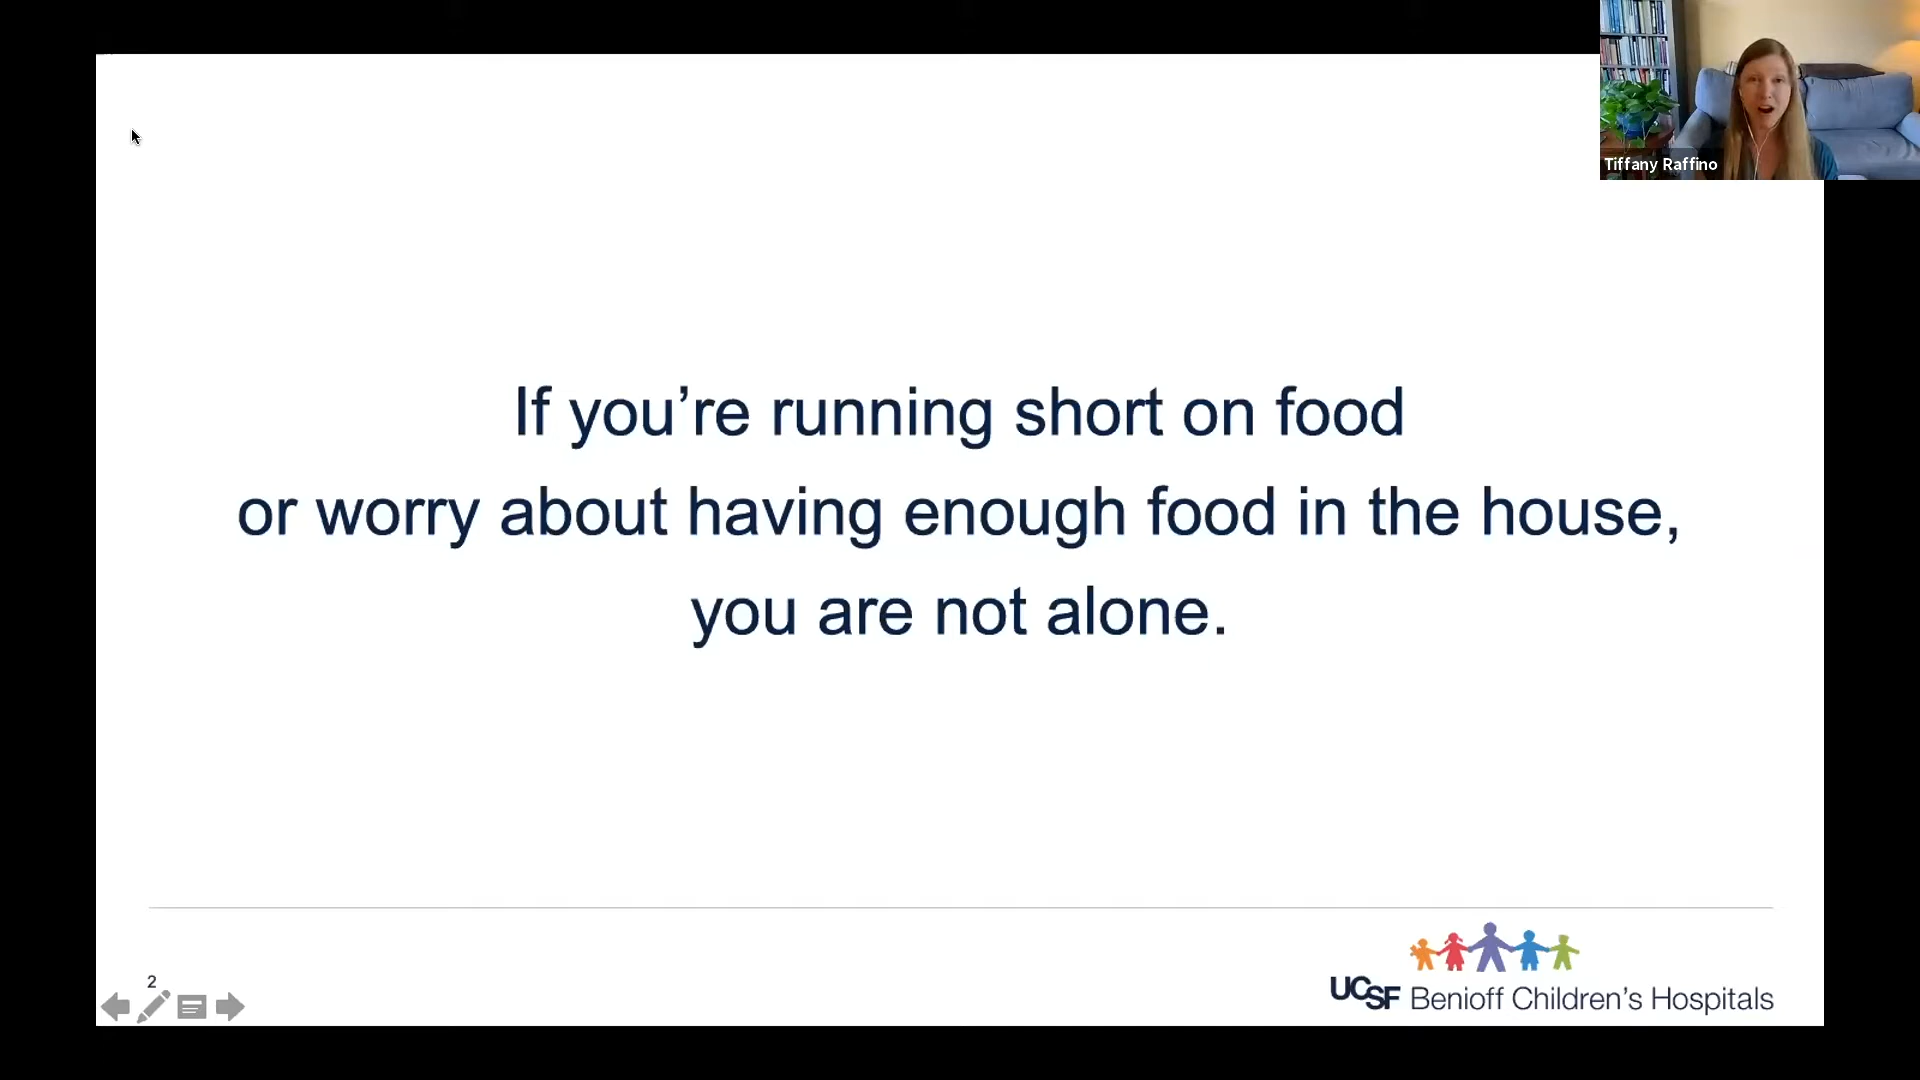 Tiffany Raffino
If you’re running short on food
or worry about having enough food in the house,
you are not alone.
2
UCSF Benioff Children’s Hospitals